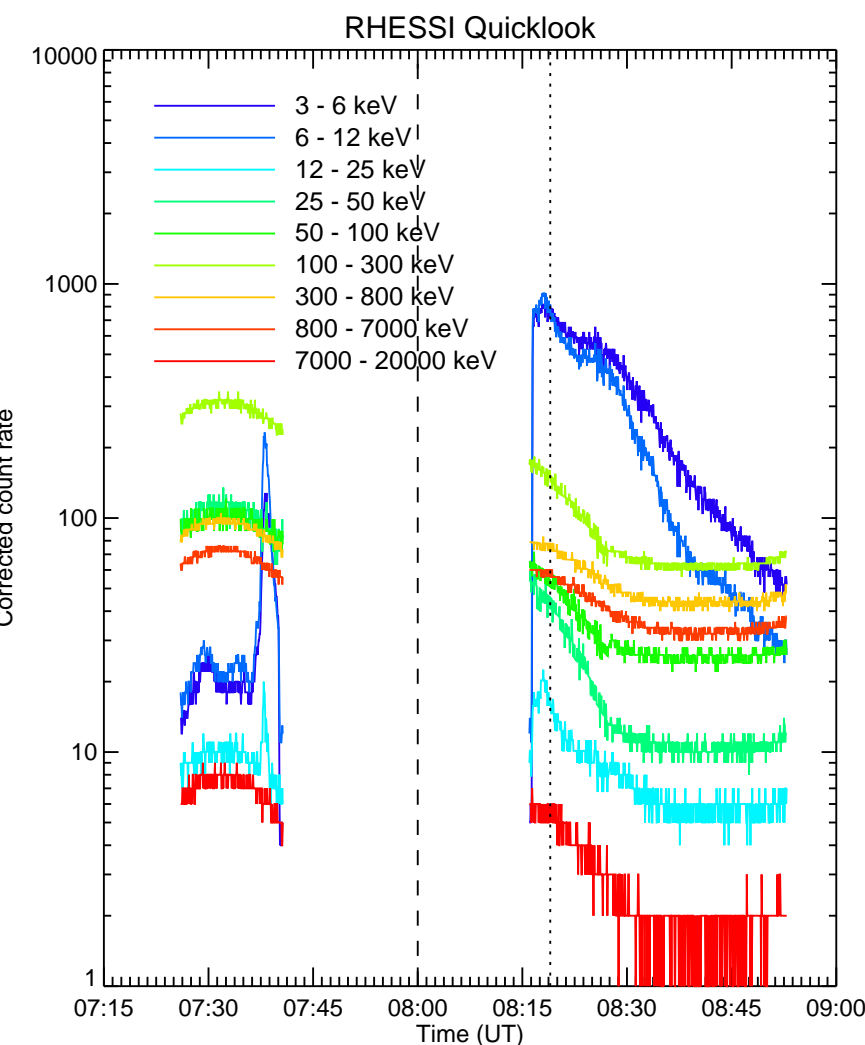 RHESSI Quicklook
10000
1000
100
10
1
Corrected count rate
3 - 6 keV
6 - 12 keV
12 - 25 keV
25 - 50 keV
50 - 100 keV
100 - 300 keV
300 - 800 keV
800 - 7000 keV
7000 - 20000 keV
07:15 07:30 07:45 08:00 08:15 08:30 08:45 09:00
Time (UT)